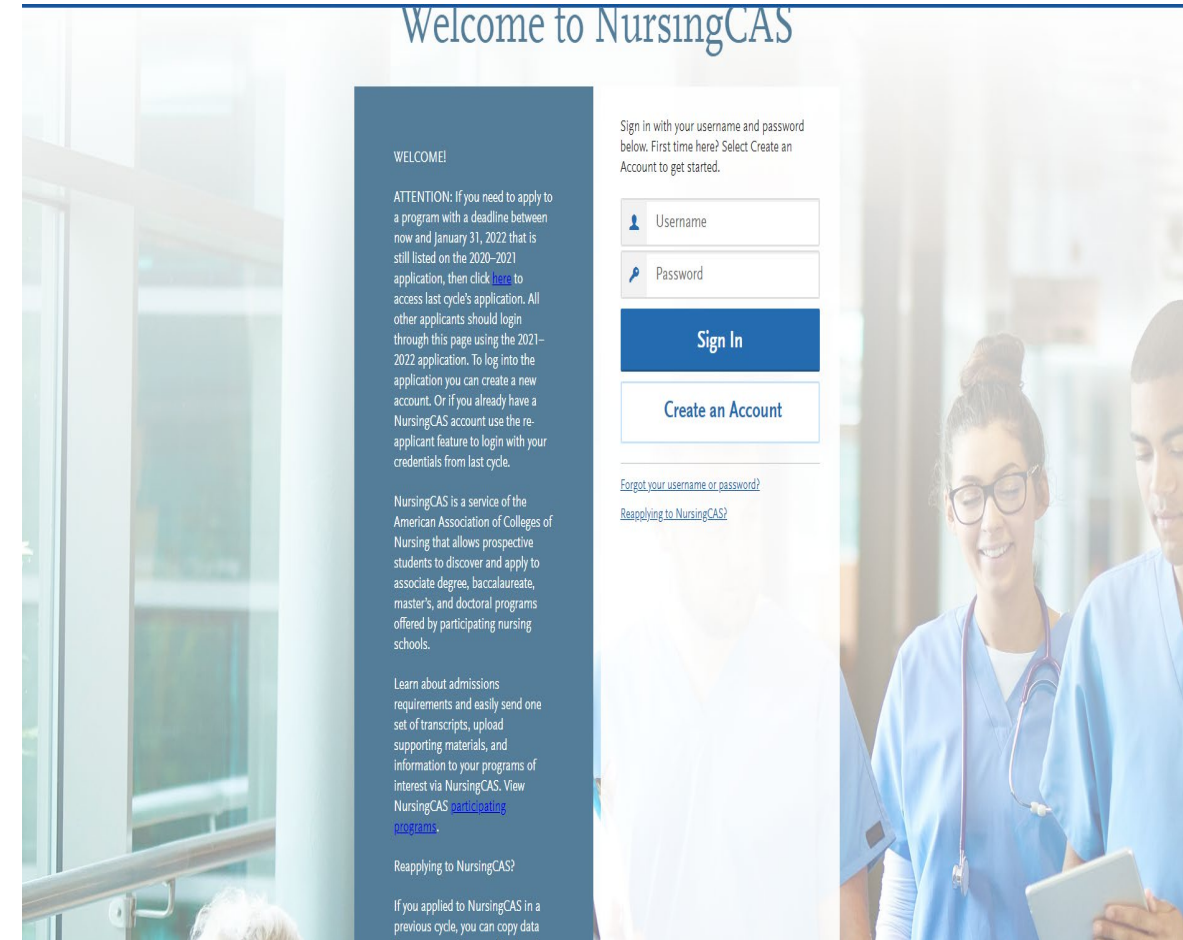 Welcome to NursingCAS
WELCOME!
ATTENTION: If you need to apply to
a program with a deadline between
now and January 31, 2022 that is
still listed on the 2020–2021
application, then click here to
access last cycle's application. All
other applicants should login
through this page using the 2021–
2022 application. To log into the
application you can create a new
account. Or if you already have a
NursingCAS account use the re-
applicant feature to login with your
credentials from last cycle.
NursingCAS is a service of the
American Association of Colleges of
Nursing that allows prospective
students to discover and apply to
associate degree, baccalaureate,
master's, and doctoral programs
offered by participating nursing
schools.
Learn about admissions
requirements and easily send one
set of transcripts, upload
supporting materials, and
information to your programs of
interest via NursingCAS. View
NursingCAS participating
programs.
Reapplying to NursingCAS?
If you applied to NursingCAS in a
previous cycle, you can copy data
Sign in with your username and password
below. First time here? Select Create an
Account to get started.
Username
Password
Sign In
Create an Account
Forgot your username or password?
Reapplying to NursingCAS?